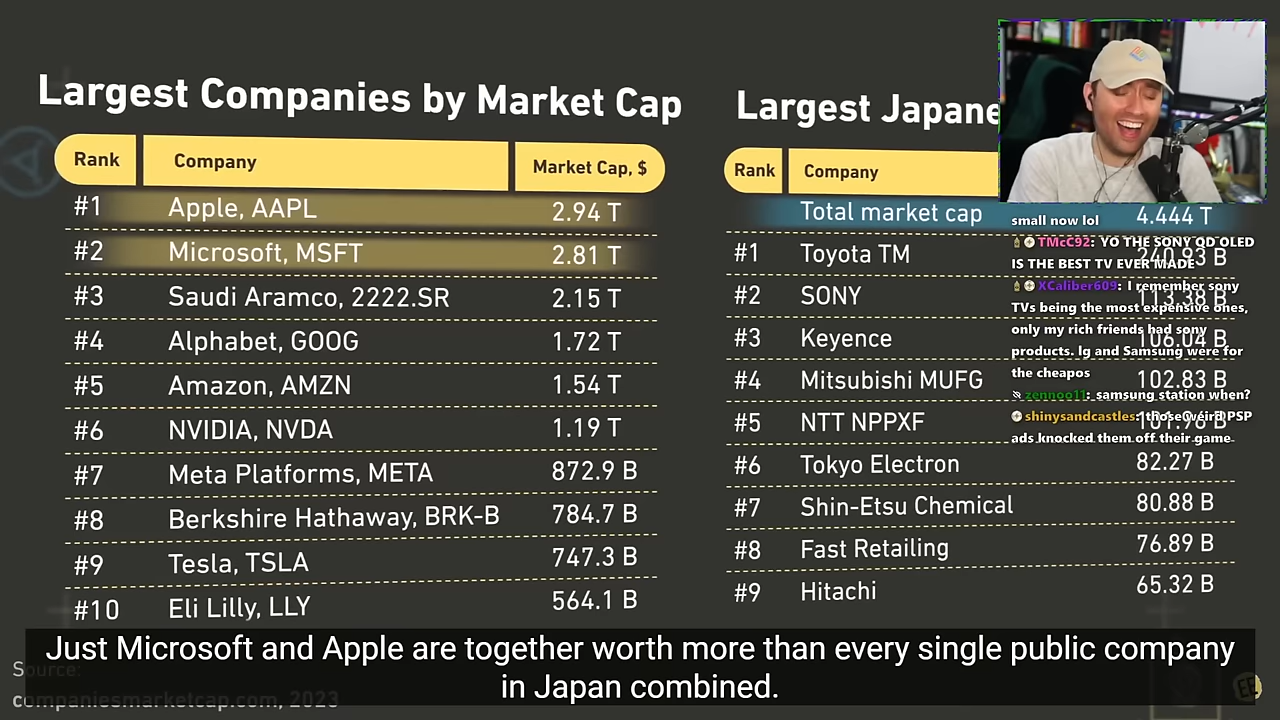 Largest Companies by Market Cap
Rank Company Market Cap, $
#1 Apple, AAPL 2.94 T
#2 Microsoft, MSFT 2.81 T
#3 Saudi Aramco, 2222.SR 2.15 T
#4 Alphabet, GOOG 1.72 T
#5 Amazon, AMZN 1.54 T
#6 NVIDIA, NVDA 1.19 T
#7 Meta Platforms, META 872.9 B
#8 Berkshire Hathaway, BRK-B 784.7 B
#9 Tesla, TSLA 747.3 B
#10 Eli Lilly, LLY 564.1 B
Largest Japane
Rank Company
Total market cap 4.444 T
#1 Toyota TM 240.93 B
#2 SONY 113.38 B
#3 Keyence 106.04 B
#4 Mitsubishi MUFG 102.83 B
#5 NTT NPPXF
#6 Tokyo Electron 82.27 B
#7 Shin-Etsu Chemical 80.88 B
#8 Fast Retailing 76.89 B
#9 Hitachi 65.32 B
small now lol
TMcC92: YO THE SONY QD OLED
IS THE BEST TV EVER MADE
XCaliber609: I remember sony
TVs being the most expensive ones,
only my rich friends had sony
products. lg and Samsung were for
the cheapos
zennoo11: samsung station when?
shinysandcastles: those weird PSP
ads knocked them off their game
Just Microsoft and Apple are together worth more than every single public company
in Japan combined.
Source:
companiesmarketcap.com, 2023
EE